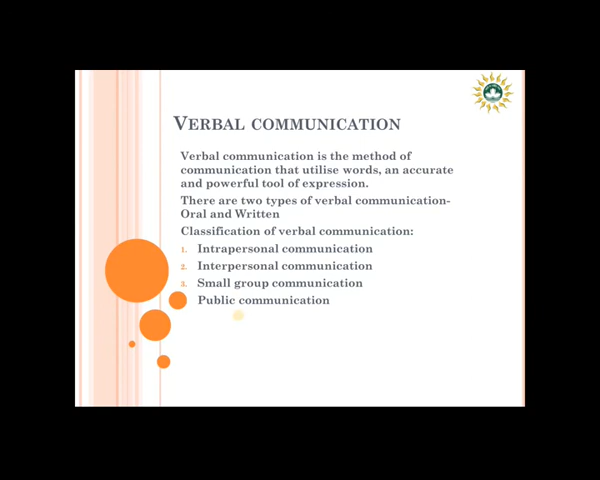 VERBAL COMMUNICATION
Verbal communication is the method of
communication that utilise words, an accurate
and powerful tool of expression.
There are two types of verbal communication-
Oral and Written
Classification of verbal communication:
1. Intrapersonal communication
2. Interpersonal communication
3. Small group communication
Public communication